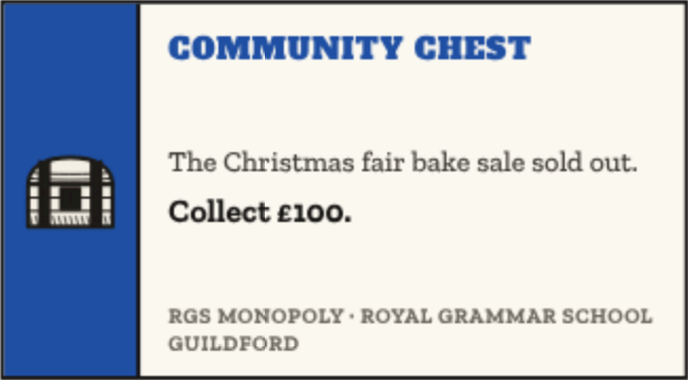 COMMUNITY CHEST
The Christmas fair bake sale sold out.
Collect £100.
RGS MONOPOLY · ROYAL GRAMMAR SCHOOL
GUILDFORD